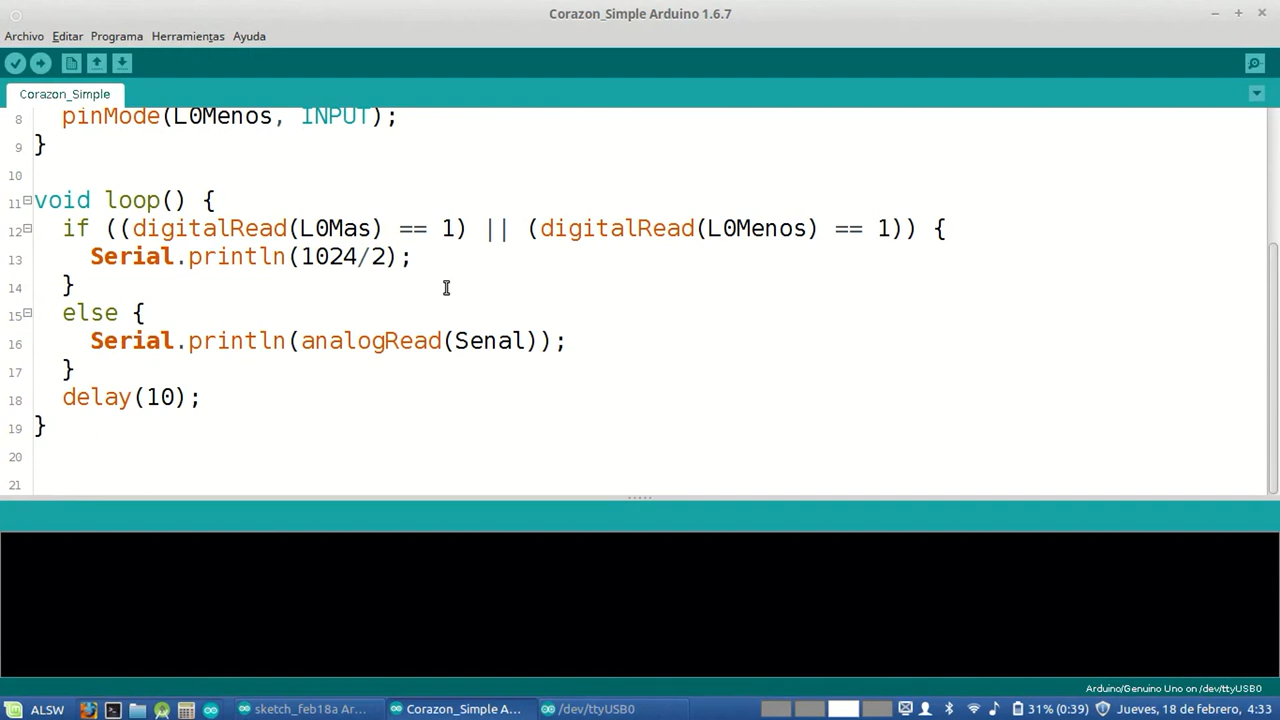 Corazon_Simple Arduino 1.6.7
Archivo Editar Programa Herramientas Ayuda
Corazon_Simple
8 pinMode(L0Menos, INPUT);
9 }
10
11 void loop() {
12 if ((digitalRead(L0Mas) == 1) || (digitalRead(L0Menos) == 1)) {
13 Serial.println(1024/2);
14 }
15 else {
16 Serial.println(analogRead(Senal));
17 }
18 delay(10);
19 }
20
21
Arduino/Genuino Uno on /dev/ttyUSB0
ALSW sketch_feb18a Ar... Corazon_Simple A... /dev/ttyUSB0 31% (0:39) Jueves, 18 de febrero, 4:33